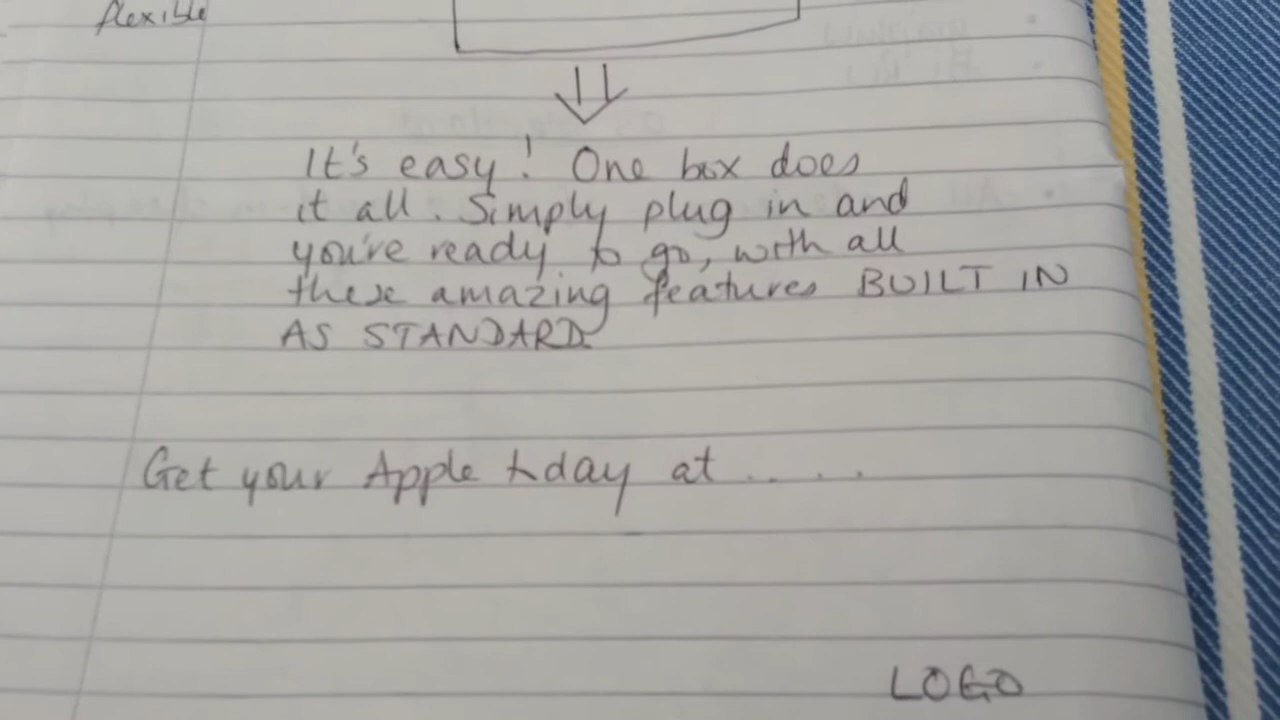 flexible
It's easy! One box does
it all. Simply plug in and
you're ready to go, with all
these amazing features BUILT IN
AS STANDARD.
Get your Apple today at .....
LOGO